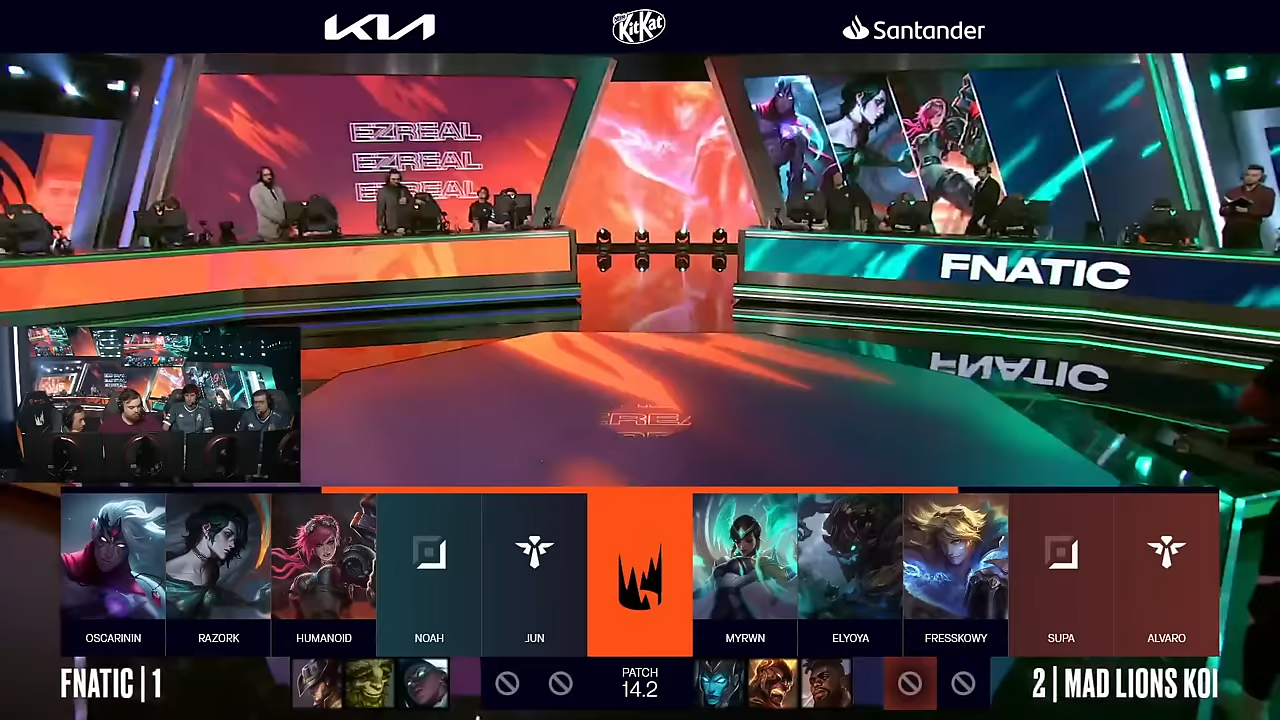 KIA
KitKat
Santander
EZREAL
EZREAL
EZREAL
FNATIC
FNATIC
OSCARININ
RAZORK
HUMANOID
NOAH
JUN
MYRWN
ELYOYA
FRESSKOWY
SUPA
ALVARO
FNATIC | 1
PATCH
14.2
2 | MAD LIONS KOI